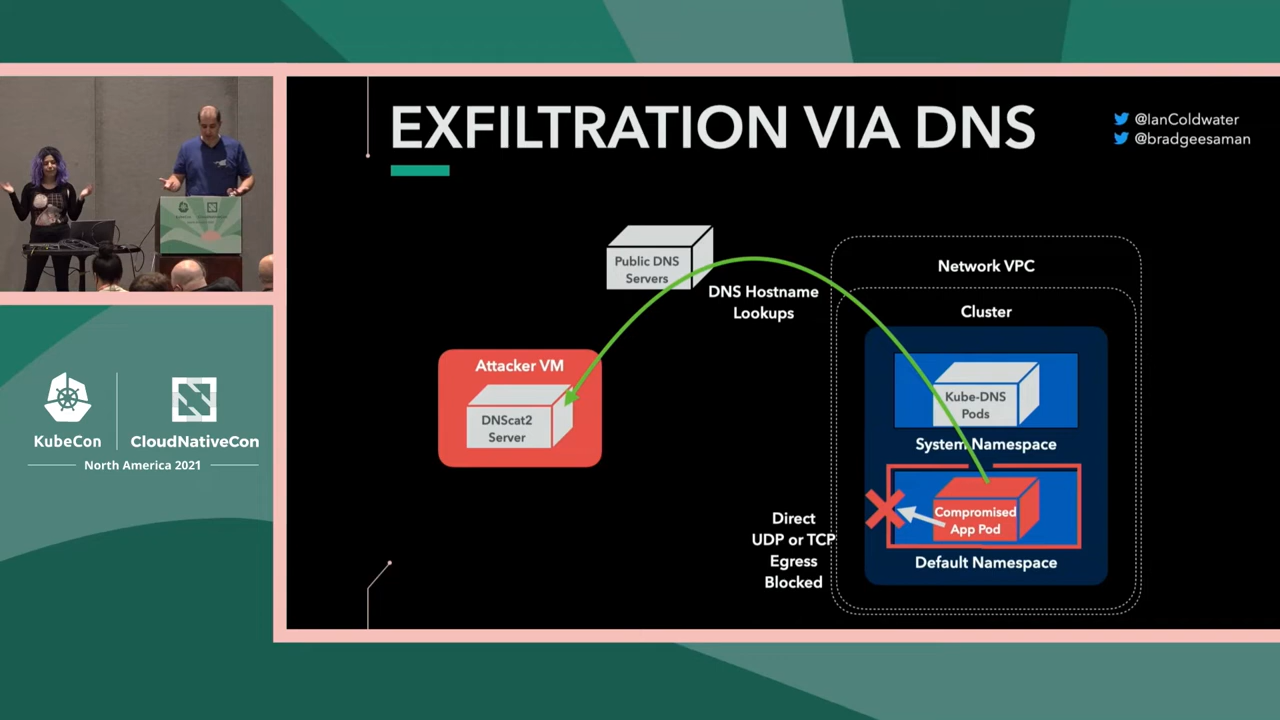 EXFILTRATION VIA DNS
@IanColdwater
@bradgeesaman
Public DNS
Servers
DNS Hostname
Lookups
Network VPC
Cluster
Attacker VM
DNScat2
Server
Kube-DNS
Pods
System Namespace
Compromised
App Pod
Default Namespace
Direct
UDP or TCP
Egress
Blocked
KubeCon
CloudNativeCon
North America 2021